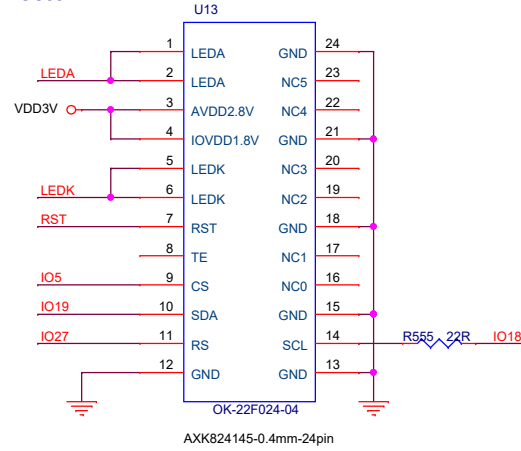 U13
1 LEDA GND 24
LEDA 2 LEDA NC5 23
VDD3V 3 AVDD2.8V NC4 22
4 IOVDD1.8V GND 21
5 LEDK NC3 20
LEDK 6 LEDK NC2 19
RST 7 RST GND 18
8 TE NC1 17
IO5 9 CS NC0 16
IO19 10 SDA GND 15
IO27 11 RS SCL 14 R555 22R IO18
12 GND GND 13
OK-22F024-04
AXK824145-0.4mm-24pin